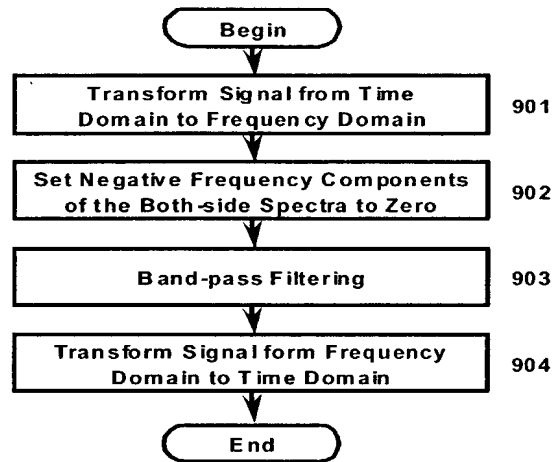 Begin
Transform Signal from Time
Domain to Frequency Domain
901
Set Negative Frequency Components
of the Both-side Spectra to Zero
902
Band-pass Filtering
903
Transform Signal form Frequency
Domain to Time Domain
904
End